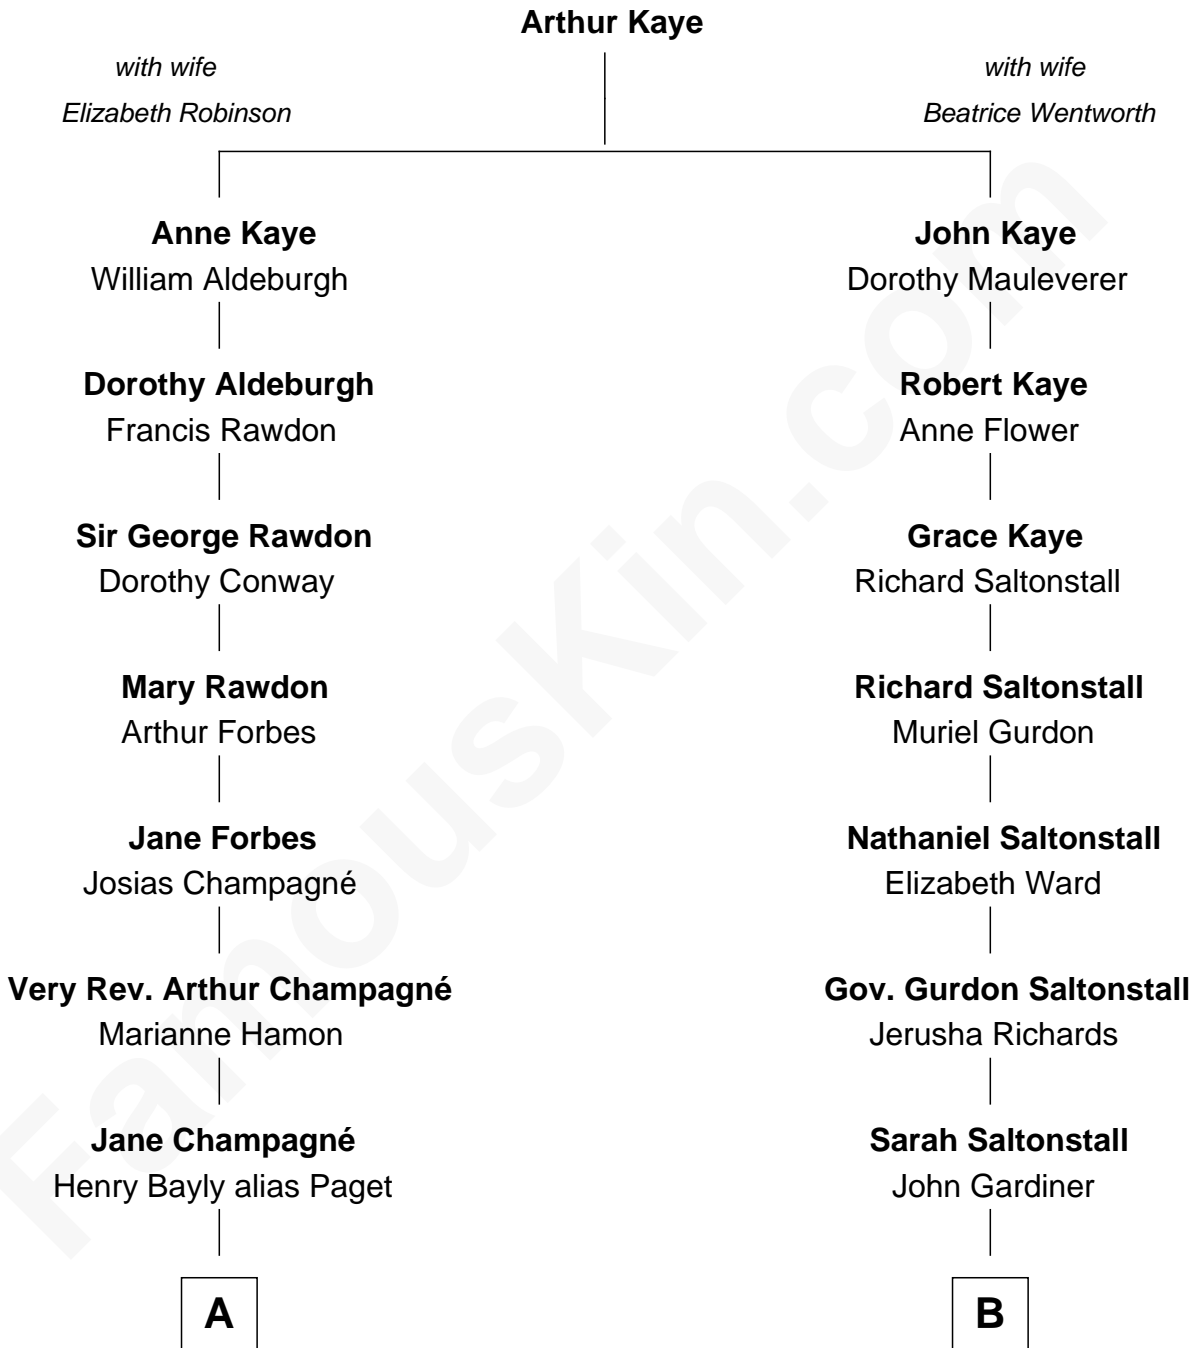 Arthur Kaye
with wife
Elizabeth Robinson
with wife
Beatrice Wentworth
Anne Kaye
William Aldeburgh
John Kaye
Dorothy Mauleverer
Dorothy Aldeburgh
Francis Rawdon
Robert Kaye
Anne Flower
Sir George Rawdon
Dorothy Conway
Grace Kaye
Richard Saltonstall
Mary Rawdon
Arthur Forbes
Richard Saltonstall
Muriel Gurdon
Jane Forbes
Josias Champagné
Nathaniel Saltonstall
Elizabeth Ward
Very Rev. Arthur Champagné
Marianne Hamon
Gov. Gurdon Saltonstall
Jerusha Richards
Jane Champagné
Henry Bayly alias Paget
Sarah Saltonstall
John Gardiner
A
B
FamousKin.com